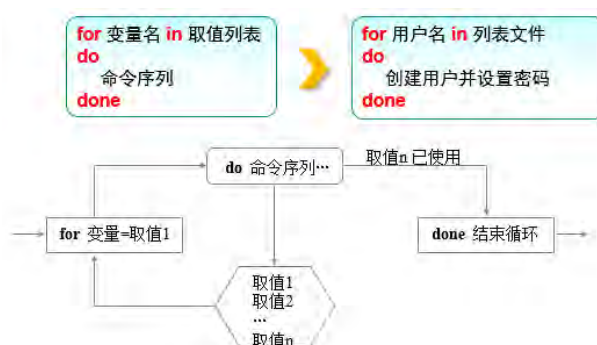 for 变量名 in 取值列表
do
命令序列
done
for 用户名 in 列表文件
do
创建用户并设置密码
done
do 命令序列…
取值n 已使用
for 变量=取值1
done 结束循环
取值1
取值2
…
取值n